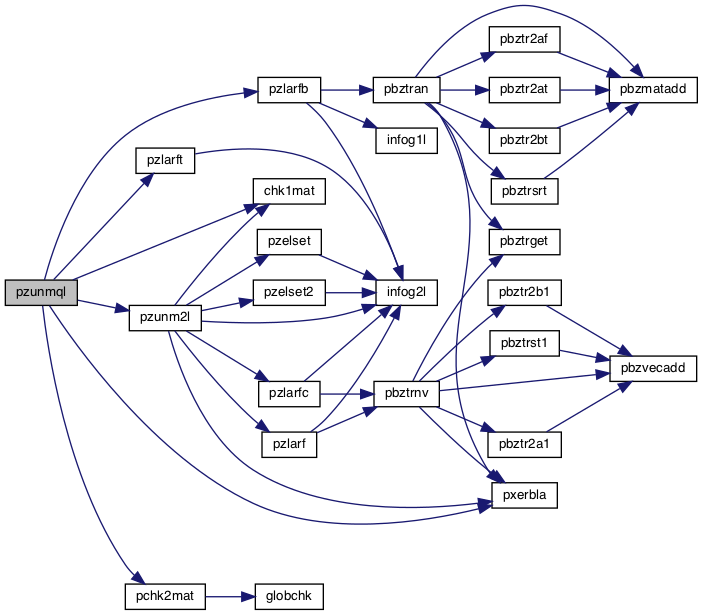 pbztr2af
pzlarfb
pbztran
pbztr2at
pbzmatadd
infog1l
pbztr2bt
pzlarft
chk1mat
pbztrsrt
pzelset
pbztrget
pzunmql
pzelset2
infog2l
pbztr2b1
pzunm2l
pbztrst1
pbzvecadd
pzlarfc
pbztrnv
pzlarf
pbztr2a1
pxerbla
pchk2mat
globchk